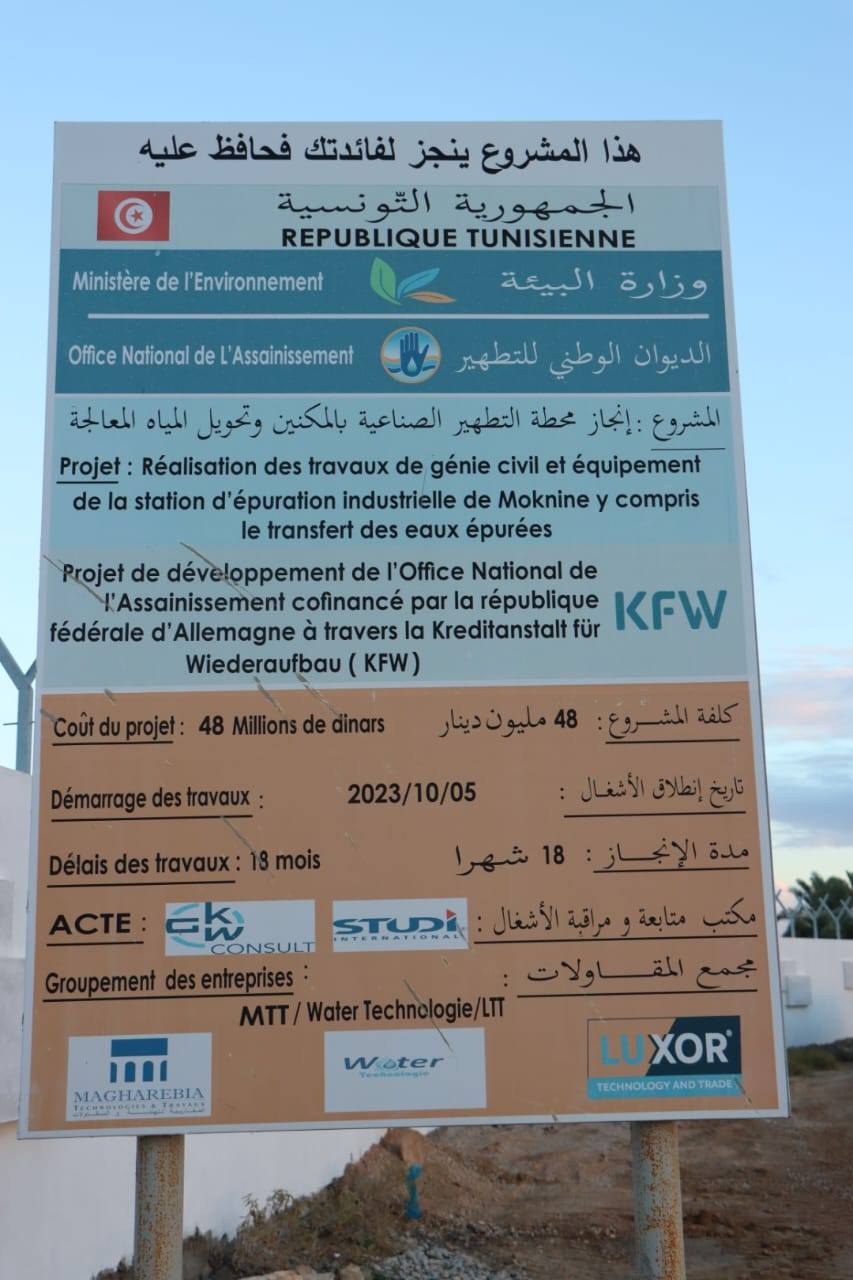 هذا المشروع ينجز لفائدتك فحافظ عليه
الجمهورية التّونسية
REPUBLIQUE TUNISIENNE
Ministère de l'Environnement وزارة البيئة
Office National de L'Assainissement الديوان الوطني للتطهير
المشروع : إنجاز محطة التطهير الصناعية بالمكنين وتحويل المياه المعالجة
Projet : Réalisation des travaux de génie civil et équipement
de la station d'épuration industrielle de Moknine y compris
le transfert des eaux épurées
Projet de développement de l'Office National de
l'Assainissement cofinancé par la république
fédérale d'Allemagne à travers la Kreditanstalt für
Wiederaufbau ( KFW )
KFW
Coût du projet : 48 Millions de dinars كلفة المشروع : 48 مليون دينار
Démarrage des travaux : 2023/10/05 تاريخ إنطلاق الأشغال :
Délais des travaux : 18 mois مدة الإنجاز : 18 شهرا
ACTE : GKW CONSULT STUDI INTERNATIONAL مكتب متابعة و مراقبة الأشغال :
Groupement des entreprises : مجمع المقاولات :
MTT / Water Technologie/LTT
MAGHAREBIA
TECHNOLOGIES & TRAVAUX
Water
Technologie
LUXOR
TECHNOLOGY AND TRADE